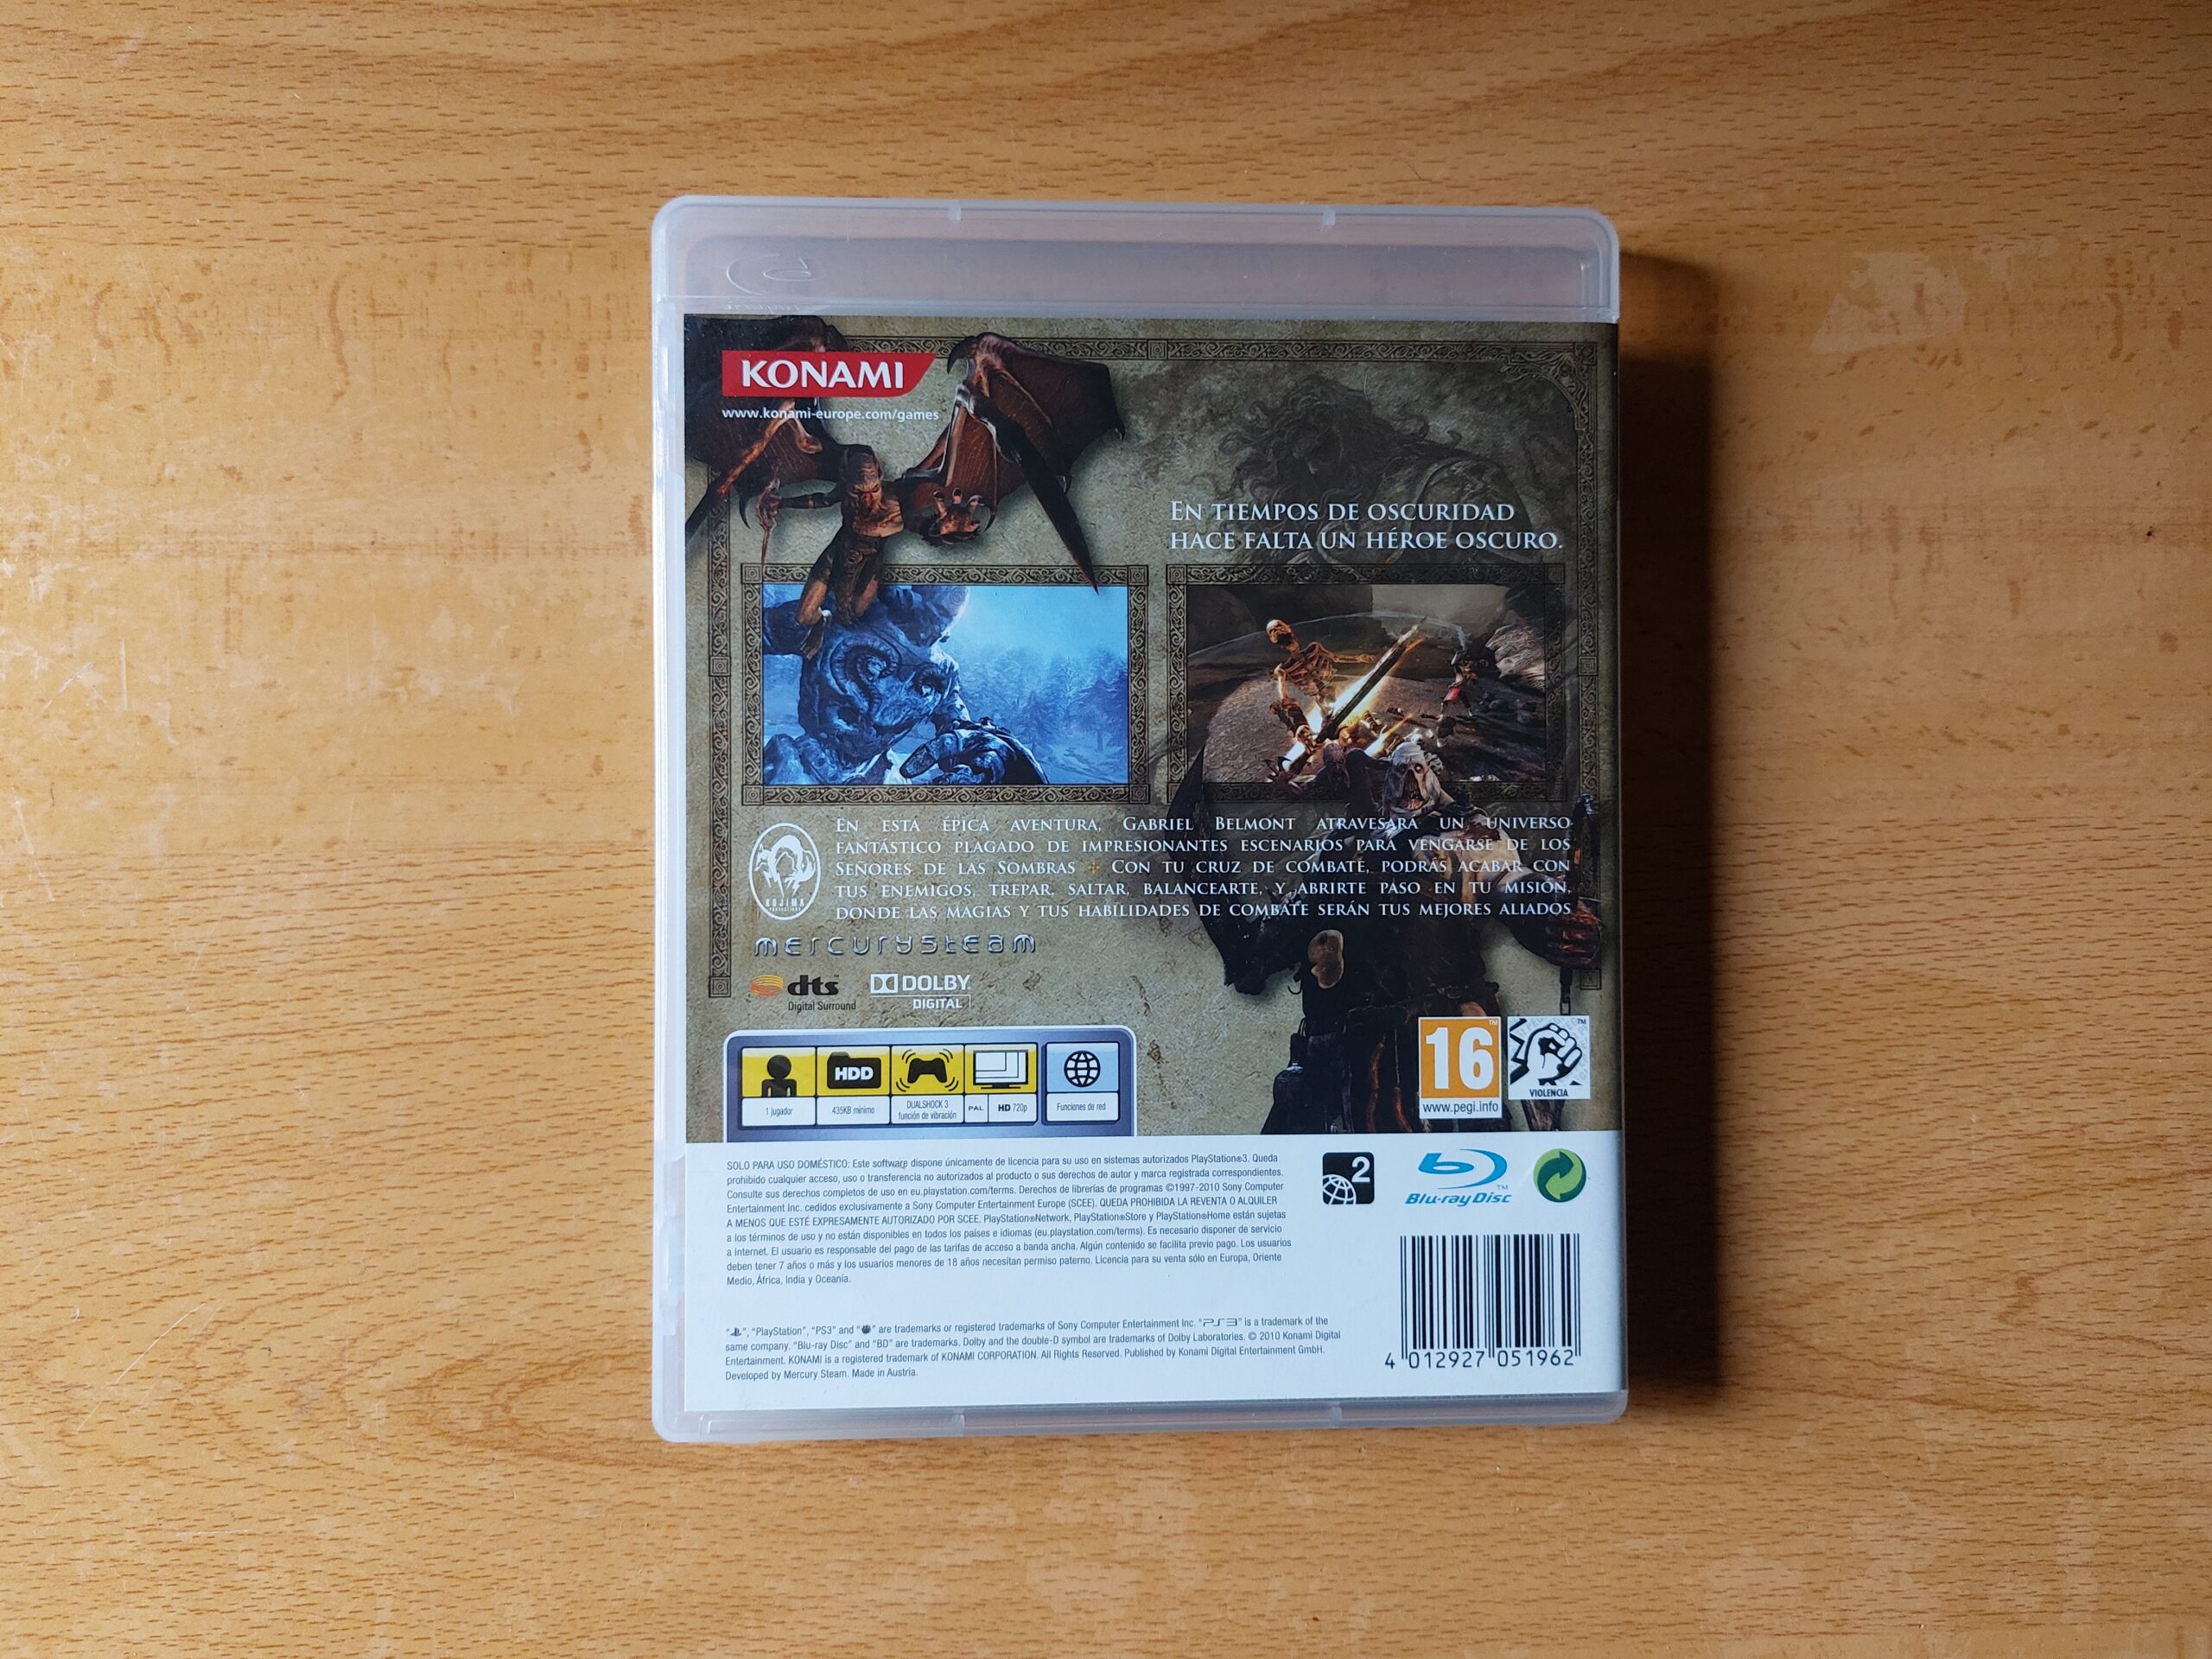 KONAMI
www.konami-europe.com/games
En tiempos de oscuridad
hace falta un héroe oscuro.
En esta épica aventura, Gabriel Belmont atravesará un universo
fantástico plagado de impresionantes escenarios para vengarse de los
Señores de las Sombras ✠ Con tu cruz de combate, podrás acabar con
tus enemigos, trepar, saltar, balancearte, y abrirte paso en tu misión,
donde las magias y tus habilidades de combate serán tus mejores aliados
KOJIMA
PRODUCTIONS
mercurysteam
dts™
Digital Surround
DOLBY
DIGITAL
HDD
1 jugador
435KB mínimo
DUALSHOCK 3
función de vibración
PAL
HD 720p
Funciones de red
16™
www.pegi.info
™
VIOLENCIA
SOLO PARA USO DOMÉSTICO: Este software dispone únicamente de licencia para su uso en sistemas autorizados PlayStation®3. Queda
prohibido cualquier acceso, uso o transferencia no autorizados al producto o sus derechos de autor y marca registrada correspondientes.
Consulte sus derechos completos de uso en eu.playstation.com/terms. Derechos de librerías de programas ©1997-2010 Sony Computer
Entertainment Inc. cedidos exclusivamente a Sony Computer Entertainment Europe (SCEE). QUEDA PROHIBIDA LA REVENTA O ALQUILER
A MENOS QUE ESTÉ EXPRESAMENTE AUTORIZADO POR SCEE. PlayStation®Network, PlayStation®Store y PlayStation®Home están sujetas
a los términos de uso y no están disponibles en todos los países e idiomas (eu.playstation.com/terms). Es necesario disponer de servicio
a Internet. El usuario es responsable del pago de las tarifas de acceso a banda ancha. Algún contenido se facilita previo pago. Los usuarios
deben tener 7 años o más y los usuarios menores de 18 años necesitan permiso paterno. Licencia para su venta sólo en Europa, Oriente
Medio, África, India y Oceanía.
2
Blu-ray Disc™
"", "PlayStation", "PS3" and "" are trademarks or registered trademarks of Sony Computer Entertainment Inc. "PS3" is a trademark of the
same company. "Blu-ray Disc" and "BD" are trademarks. Dolby and the double-D symbol are trademarks of Dolby Laboratories. © 2010 Konami Digital
Entertainment. KONAMI is a registered trademark of KONAMI CORPORATION. All Rights Reserved. Published by Konami Digital Entertainment GmbH.
Developed by Mercury Steam. Made in Austria.
4 012927 051962